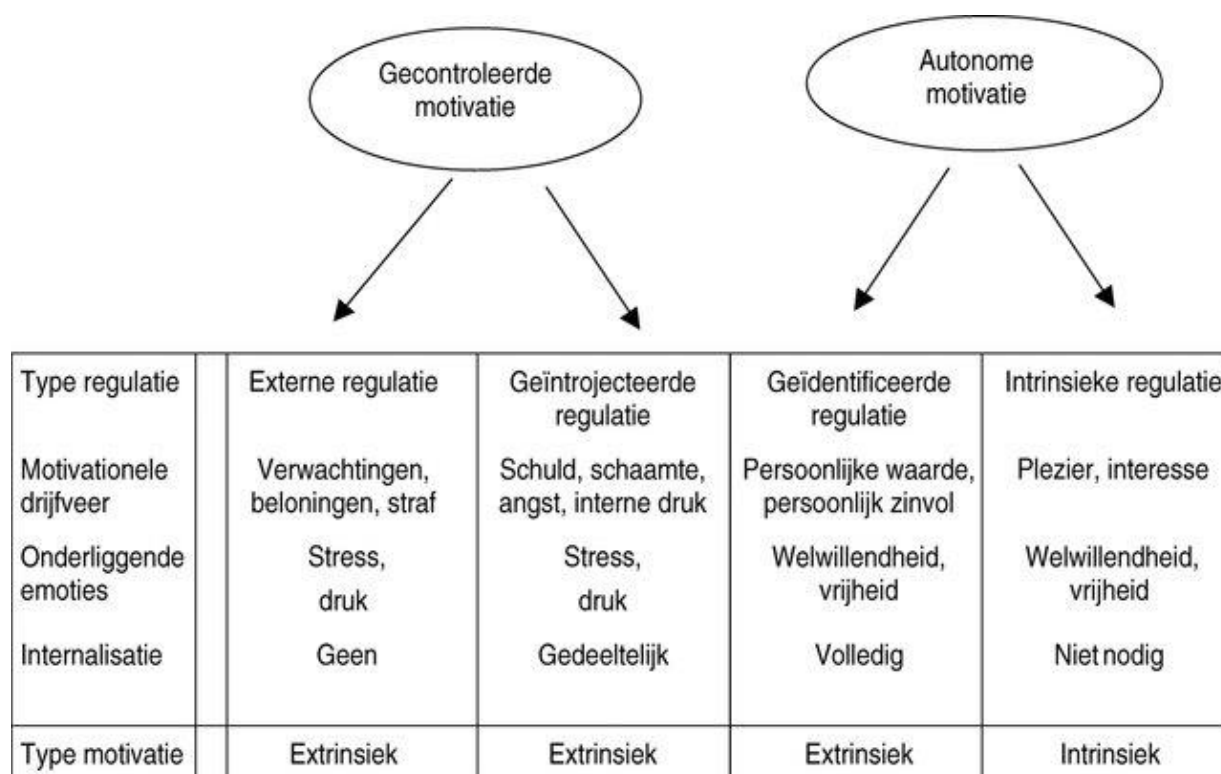 Gecontroleerde
motivatie
Autonome
motivatie
Type regulatie
Externe regulatie
Geïntrojecteerde
regulatie
Geïdentificeerde
regulatie
Intrinsieke regulatie
Motivationele
drijfveer
Verwachtingen,
beloningen, straf
Schuld, schaamte,
angst, interne druk
Persoonlijke waarde,
persoonlijk zinvol
Plezier, interesse
Onderliggende
emoties
Stress,
druk
Stress,
druk
Welwillendheid,
vrijheid
Welwillendheid,
vrijheid
Internalisatie
Geen
Gedeeltelijk
Volledig
Niet nodig
Type motivatie
Extrinsiek
Extrinsiek
Extrinsiek
Intrinsiek